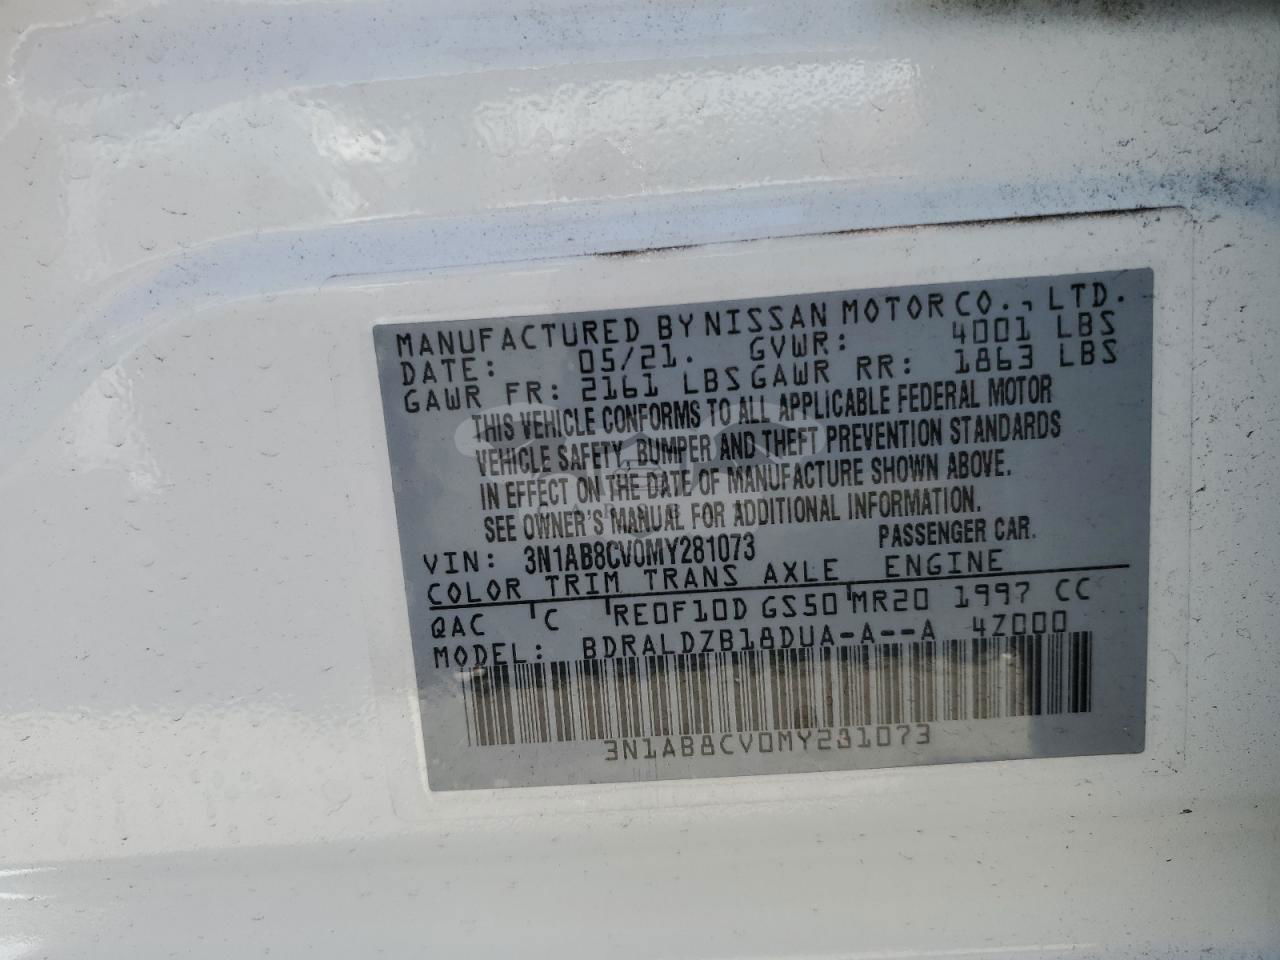 MANUFACTURED BY NISSAN MOTOR CO., LTD.
DATE: 05/21. GVWR: 4001 LBS
GAWR FR: 2161 LBS GAWR RR: 1863 LBS
THIS VEHICLE CONFORMS TO ALL APPLICABLE FEDERAL MOTOR
VEHICLE SAFETY, BUMPER AND THEFT PREVENTION STANDARDS
IN EFFECT ON THE DATE OF MANUFACTURE SHOWN ABOVE.
SEE OWNER'S MANUAL FOR ADDITIONAL INFORMATION.
VIN: 3N1AB8CV0MY281073 PASSENGER CAR.
COLOR TRIM TRANS AXLE ENGINE
QAC C RE0F10D GS50 MR20 1997 CC
MODEL: BDRALDZB18DUA-A--A 4Z000
3N1AB8CV0MY281073